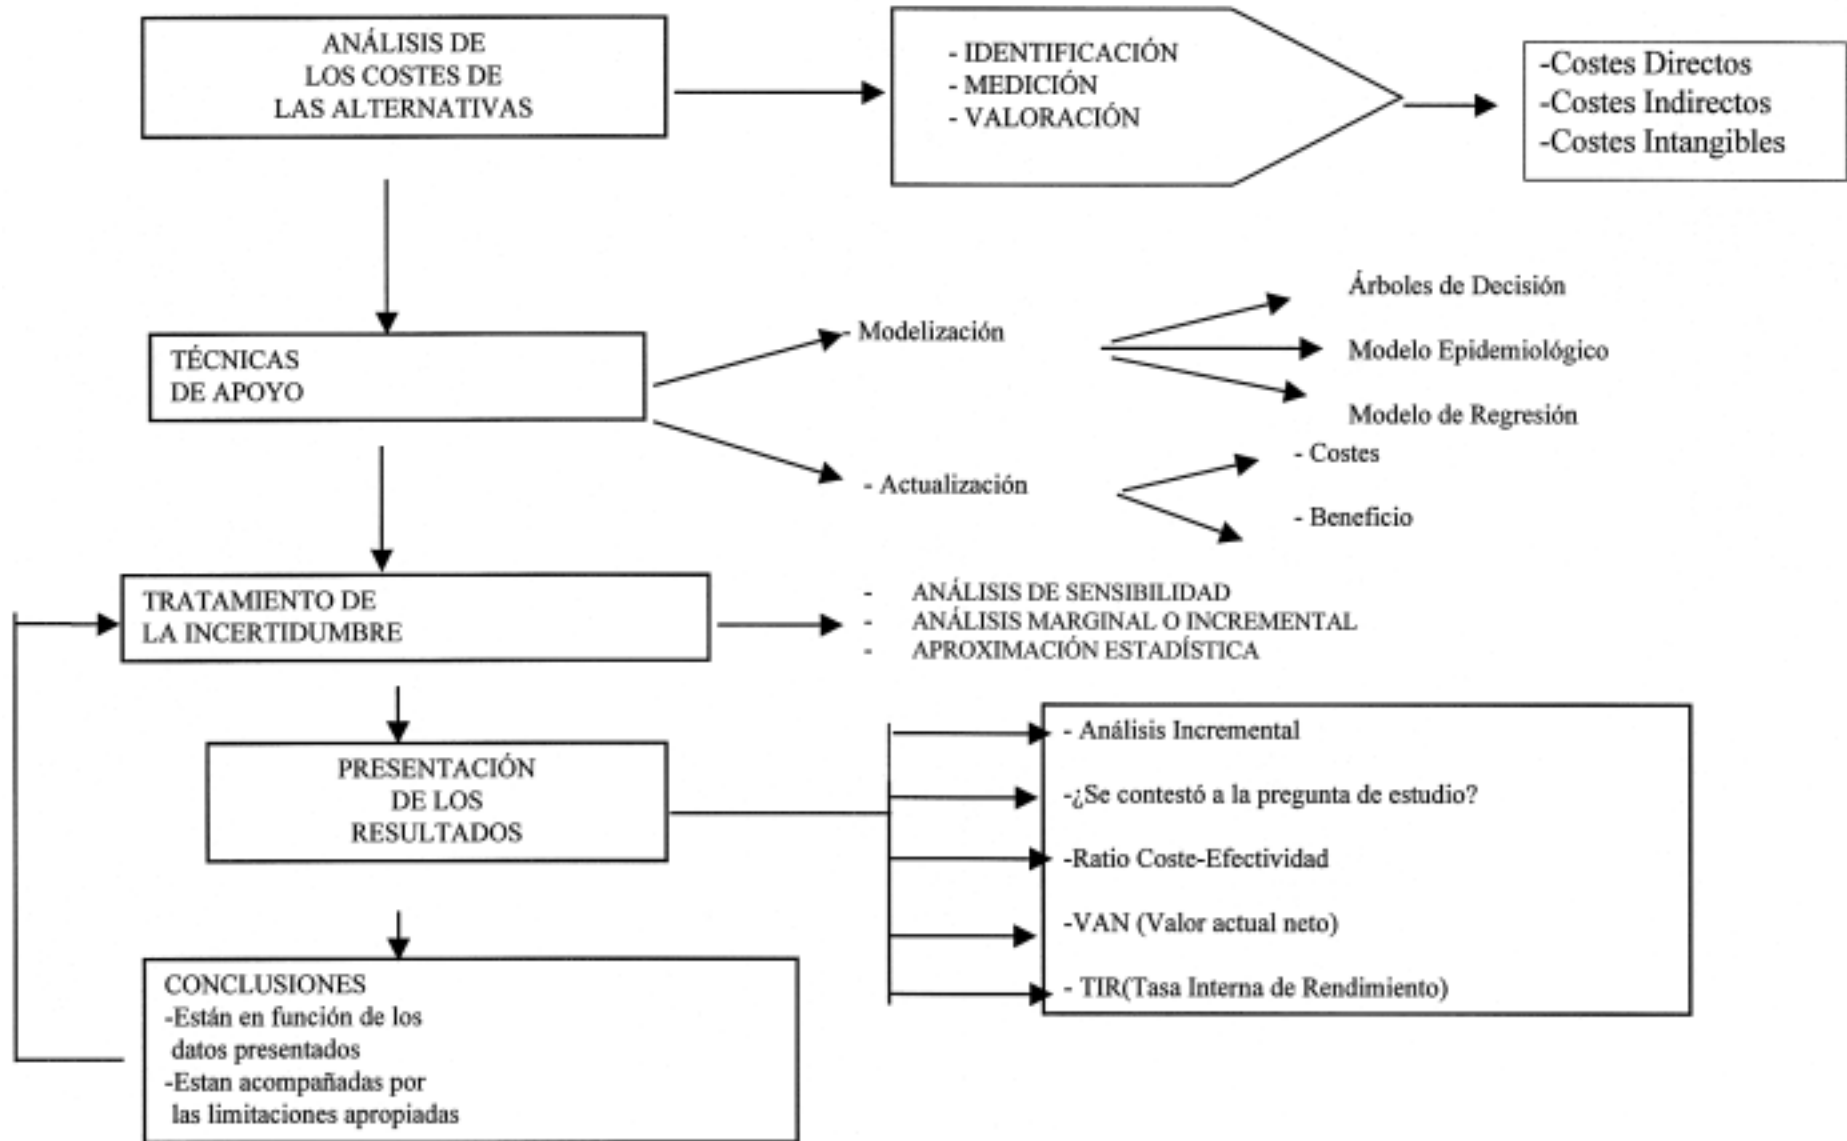 ANÁLISIS DE
LOS COSTES DE
LAS ALTERNATIVAS
- IDENTIFICACIÓN
- MEDICIÓN
- VALORACIÓN
-Costes Directos
-Costes Indirectos
-Costes Intangibles
TÉCNICAS
DE APOYO
- Modelización
Árboles de Decisión
Modelo Epidemiológico
Modelo de Regresión
- Actualización
- Costes
- Beneficio
TRATAMIENTO DE
LA INCERTIDUMBRE
- ANÁLISIS DE SENSIBILIDAD
- ANÁLISIS MARGINAL O INCREMENTAL
- APROXIMACIÓN ESTADÍSTICA
PRESENTACIÓN
DE LOS
RESULTADOS
- Análisis Incremental
-¿Se contestó a la pregunta de estudio?
-Ratio Coste-Efectividad
-VAN (Valor actual neto)
- TIR(Tasa Interna de Rendimiento)
CONCLUSIONES
-Están en función de los
datos presentados
-Estan acompañadas por
las limitaciones apropiadas